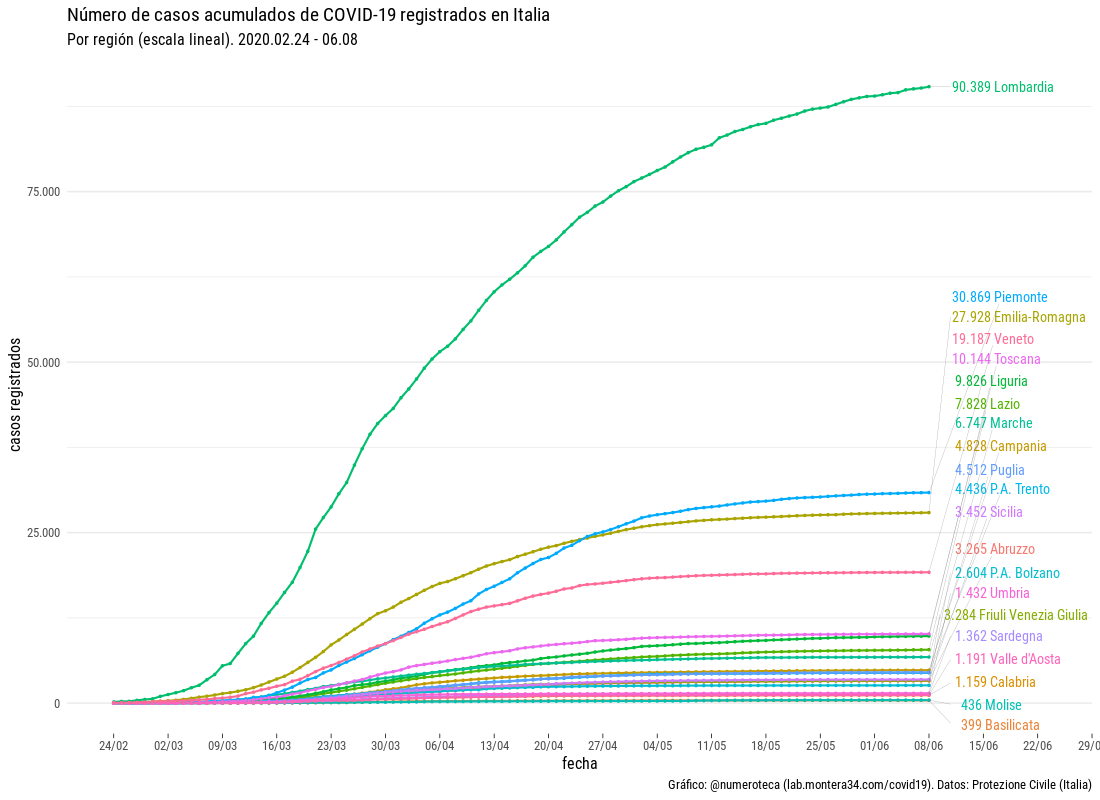 Número de casos acumulados de COVID-19 registrados en Italia
Por región (escala lineal). 2020.02.24 - 06.08
casos registrados
75.000
50.000
25.000
0
90.389 Lombardia
30.869 Piemonte
27.928 Emilia-Romagna
19.187 Veneto
10.144 Toscana
9.826 Liguria
7.828 Lazio
6.747 Marche
4.828 Campania
4.512 Puglia
4.436 P.A. Trento
3.452 Sicilia
3.265 Abruzzo
2.604 P.A. Bolzano
1.432 Umbria
3.284 Friuli Venezia Giulia
1.362 Sardegna
1.191 Valle d'Aosta
1.159 Calabria
436 Molise
399 Basilicata
24/02 02/03 09/03 16/03 23/03 30/03 06/04 13/04 20/04 27/04 04/05 11/05 18/05 25/05 01/06 08/06 15/06 22/06 29/0
fecha
Gráfico: @numeroteca (lab.montera34.com/covid19). Datos: Protezione Civile (Italia)